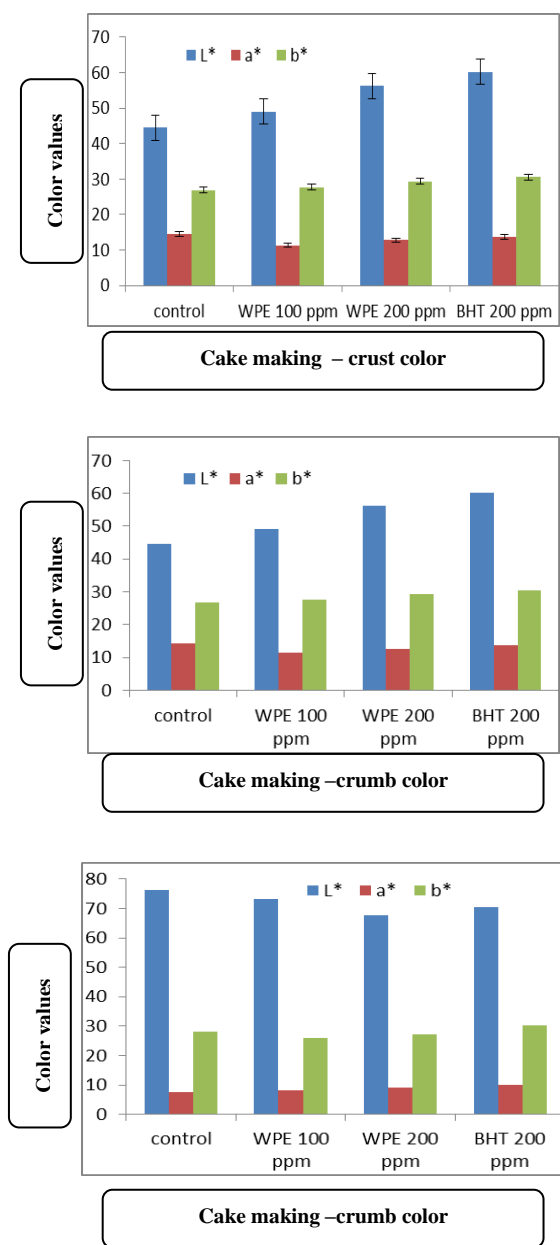 70
60
50
40
30
20
10
0
L* a* b*
Color values
control WPE 100 ppm WPE 200 ppm BHT 200 ppm
Cake making – crust color
70
60
50
40
30
20
10
0
L* a* b*
Color values
control WPE 100 WPE 200 BHT 200
ppm ppm ppm
Cake making –crumb color
80
70
60
50
40
30
20
10
0
L* a* b*
Color values
control WPE 100 WPE 200 BHT 200
ppm ppm ppm
Cake making –crumb color